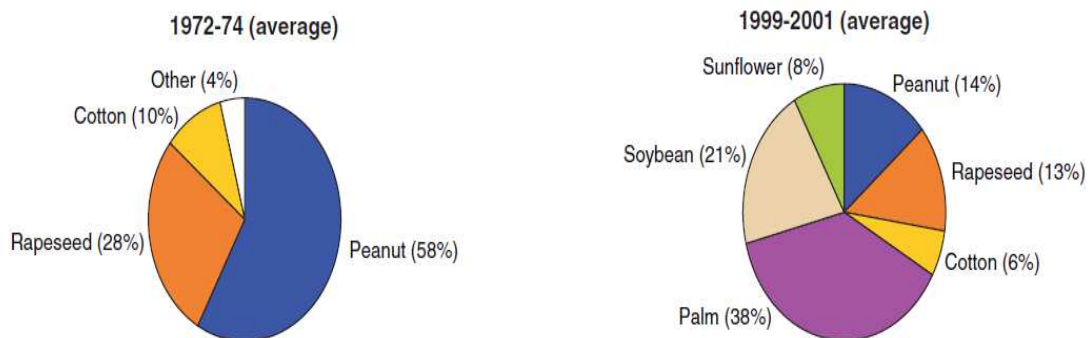 1972-74 (average)
Other (4%)
Cotton (10%)
Rapeseed (28%)
Peanut (58%)
1999-2001 (average)
Sunflower (8%)
Peanut (14%)
Soybean (21%)
Rapeseed (13%)
Cotton (6%)
Palm (38%)